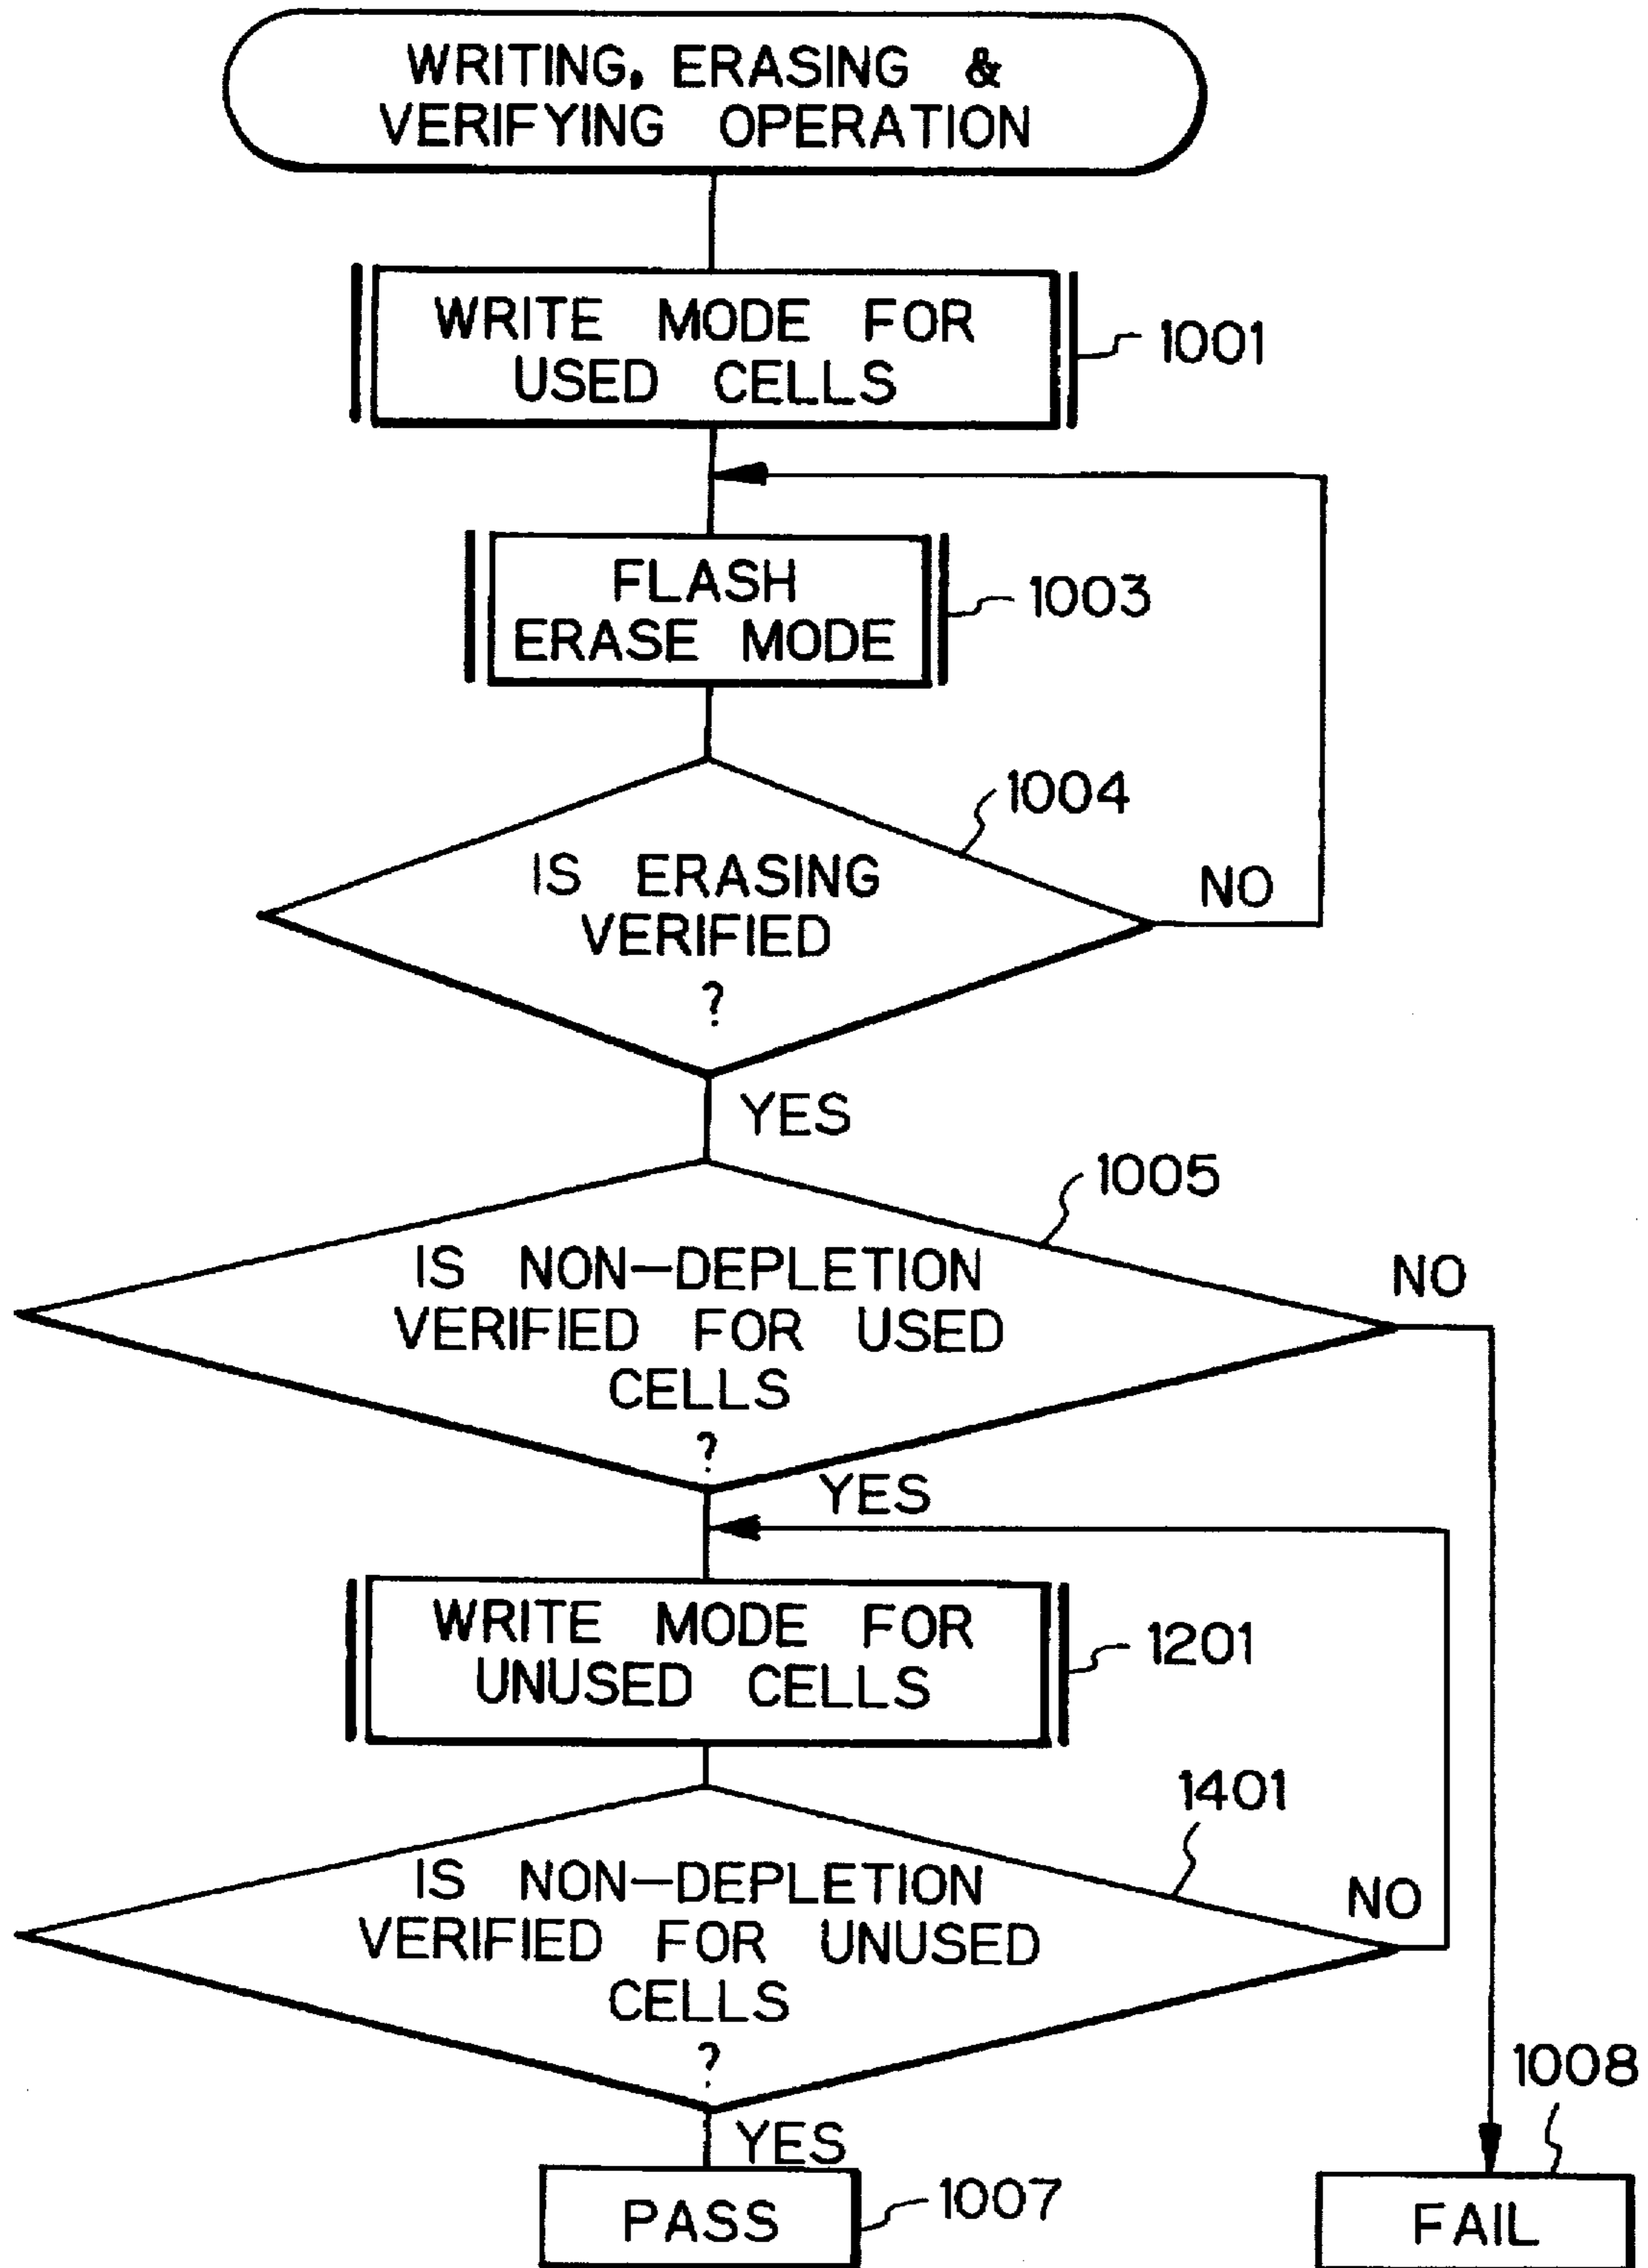 WRITING, ERASING &
VERIFYING OPERATION
WRITE MODE FOR
USED CELLS
1001
FLASH
ERASE MODE
1003
1004
IS ERASING
VERIFIED
?
NO
YES
1005
IS NON-DEPLETION
VERIFIED FOR USED
CELLS
?
NO
YES
WRITE MODE FOR
UNUSED CELLS
1201
1401
IS NON-DEPLETION
VERIFIED FOR UNUSED
CELLS
?
NO
YES
PASS
1007
1008
FAIL